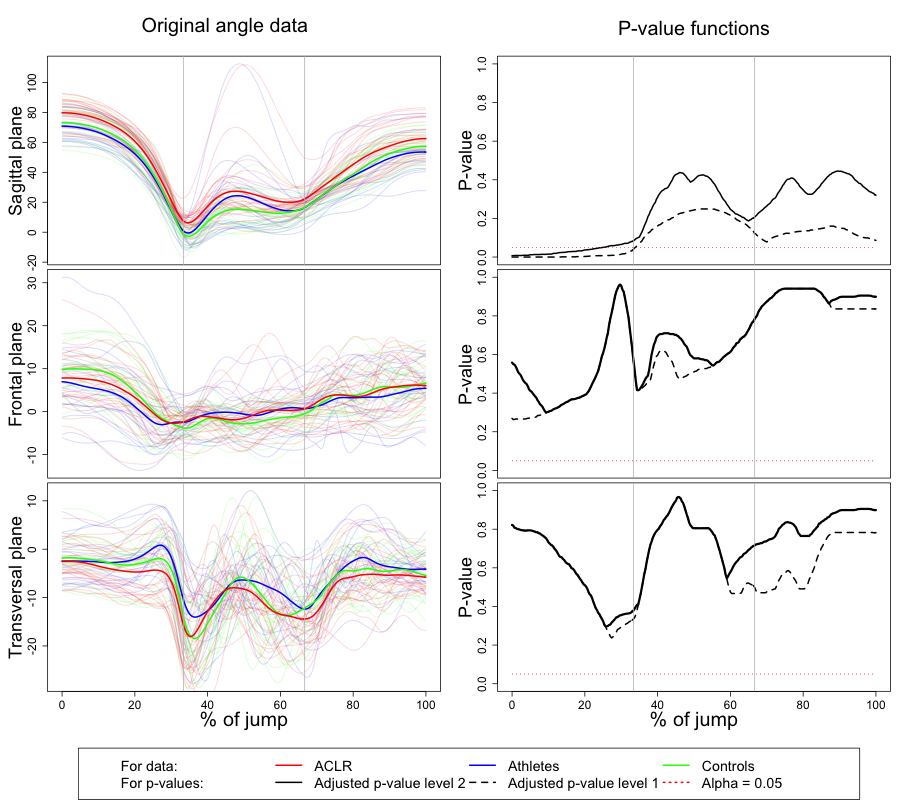 Original angle data
P-value functions
Sagittal plane
-20 0 20 40 60 80 100
P-value
0.0 0.2 0.4 0.6 0.8 1.0
Frontal plane
-10 0 10 20 30
P-value
0.0 0.2 0.4 0.6 0.8 1.0
Transversal plane
-20 -10 0 10
P-value
0.0 0.2 0.4 0.6 0.8 1.0
0 20 40 60 80 100
% of jump
0 20 40 60 80 100
% of jump
For data: ACLR Athletes Controls
For p-values: Adjusted p-value level 2 Adjusted p-value level 1 Alpha = 0.05